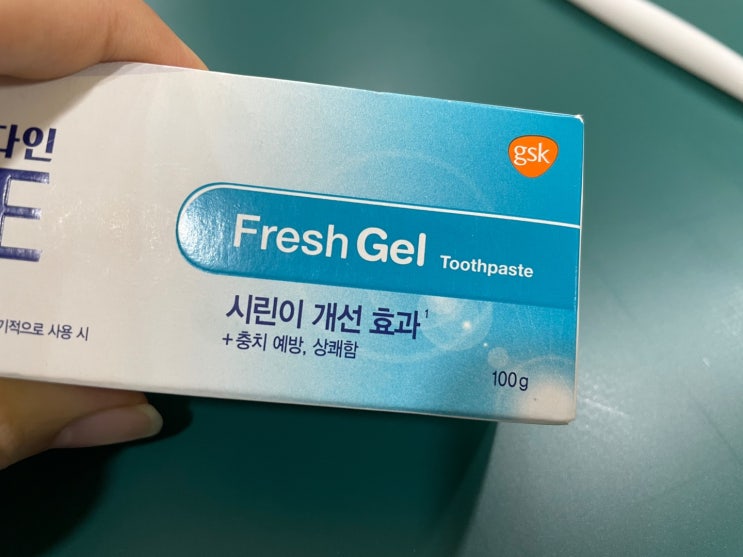 다인
E
기적으로 사용 시
gsk
Fresh Gel Toothpaste
시린이 개선 효과¹
+ 충치 예방, 상쾌함
100g